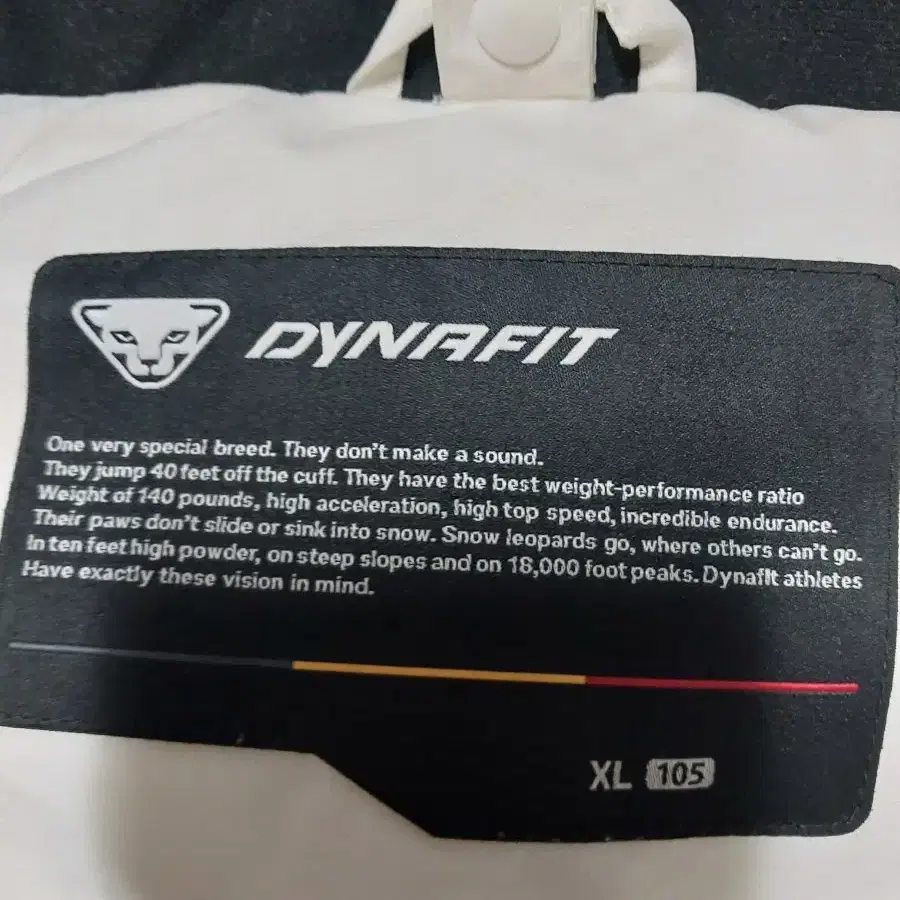 DYNAFIT
One very special breed. They don't make a sound.
They jump 40 feet off the cuff. They have the best weight-performance ratio
Weight of 140 pounds, high acceleration, high top speed, incredible endurance.
Their paws don't slide or sink into snow. Snow leopards go, where others can't go.
In ten feet high powder, on steep slopes and on 18,000 foot peaks. Dynafit athletes
Have exactly these vision in mind.
XL 105